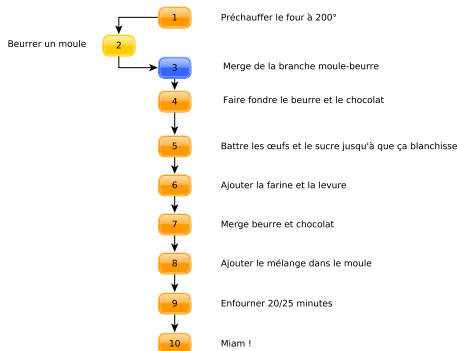 1 Préchauffer le four à 200°
Beurrer un moule 2
3 Merge de la branche moule-beurre
4 Faire fondre le beurre et le chocolat
5 Battre les œufs et le sucre jusqu'à que ça blanchisse
6 Ajouter la farine et la levure
7 Merge beurre et chocolat
8 Ajouter le mélange dans le moule
9 Enfourner 20/25 minutes
10 Miam !